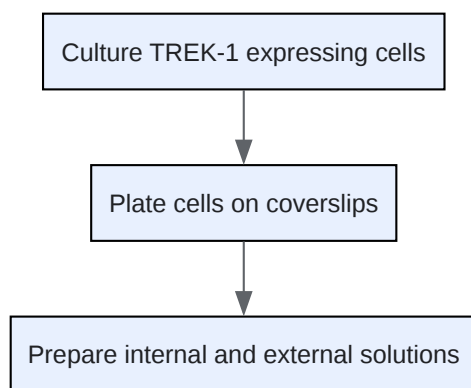 Culture TREK-1 expressing cells
Plate cells on coverslips
Prepare internal and external solutions